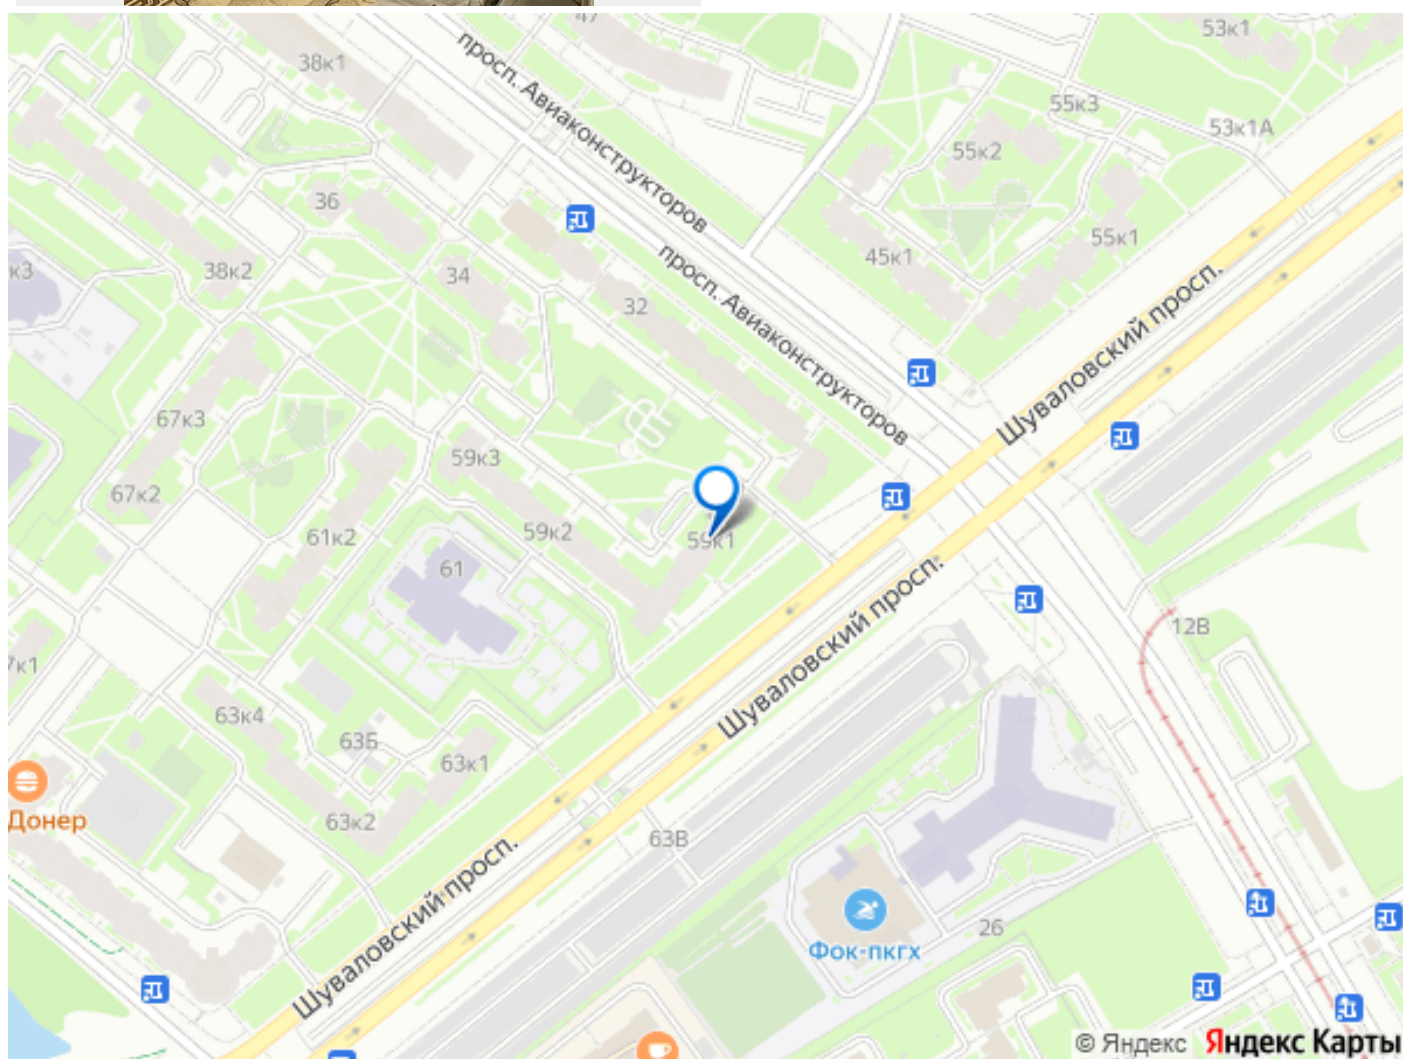 47
53к1
38к1
просп. Авиаконструкторов
55к3
53к1А
55к2
36
55к1
45к1
к3
38к2
34
32
просп. Авиаконструкторов
Шуваловский просп.
67к3
59к3
67к2
61к2
59к2
59к1
61
Шуваловский просп.
12В
7к1
63к4
63Б
63к1
Донер
63к2
63В
Шуваловский просп.
26
Фок-пкгх
© Яндекс Яндекс Карты